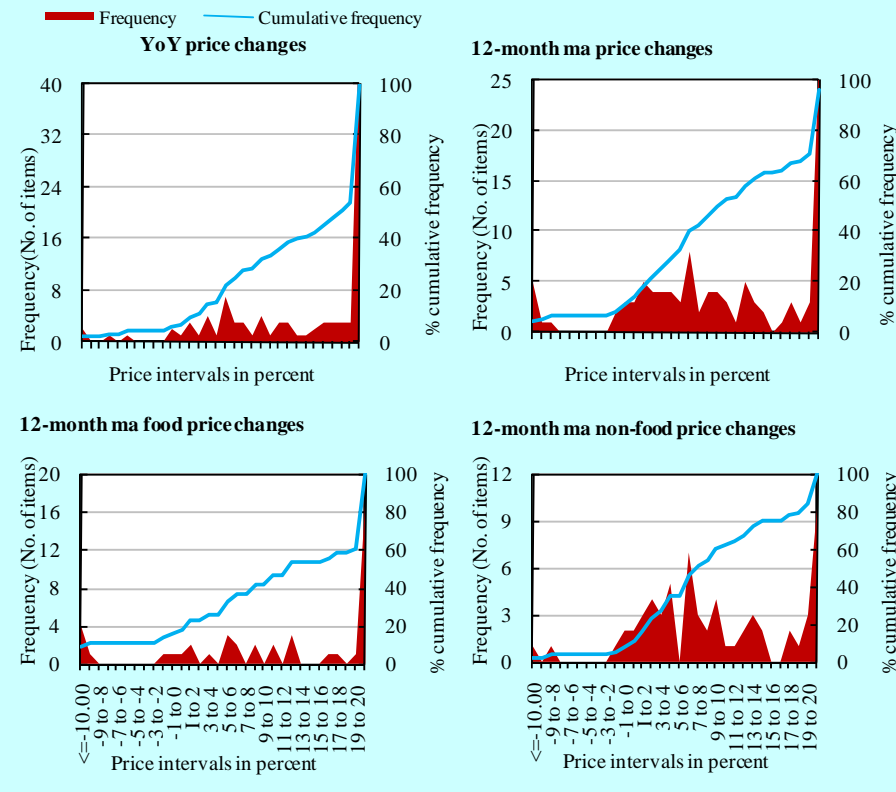 Frequency
Cumulative frequency
YoY price changes
40
32
24
16
8
0
100
80
60
40
20
0
Frequency(No. of items)
% cumulative frequency
Price intervals in percent
12-month ma price changes
25
20
15
10
5
0
100
80
60
40
20
0
Frequency (No. of items)
% cumulative frequency
Price intervals in percent
12-month ma food price changes
20
16
12
8
4
0
100
80
60
40
20
0
Frequency (No. of items)
% cumulative frequency
<=-10.00
-9 to -8
-7 to -6
-5 to -4
-3 to -2
-1 to 0
1 to 2
3 to 4
5 to 6
7 to 8
9 to 10
11 to 12
13 to 14
15 to 16
17 to 18
19 to 20
Price intervals in percent
12-month ma non-food price changes
12
9
6
3
0
100
80
60
40
20
0
Frequency (No. of items)
% cumulative frequency
<=-10.00
-9 to -8
-7 to -6
-5 to -4
-3 to -2
-1 to 0
1 to 2
3 to 4
5 to 6
7 to 8
9 to 10
11 to 12
13 to 14
15 to 16
17 to 18
19 to 20
Price intervals in percent